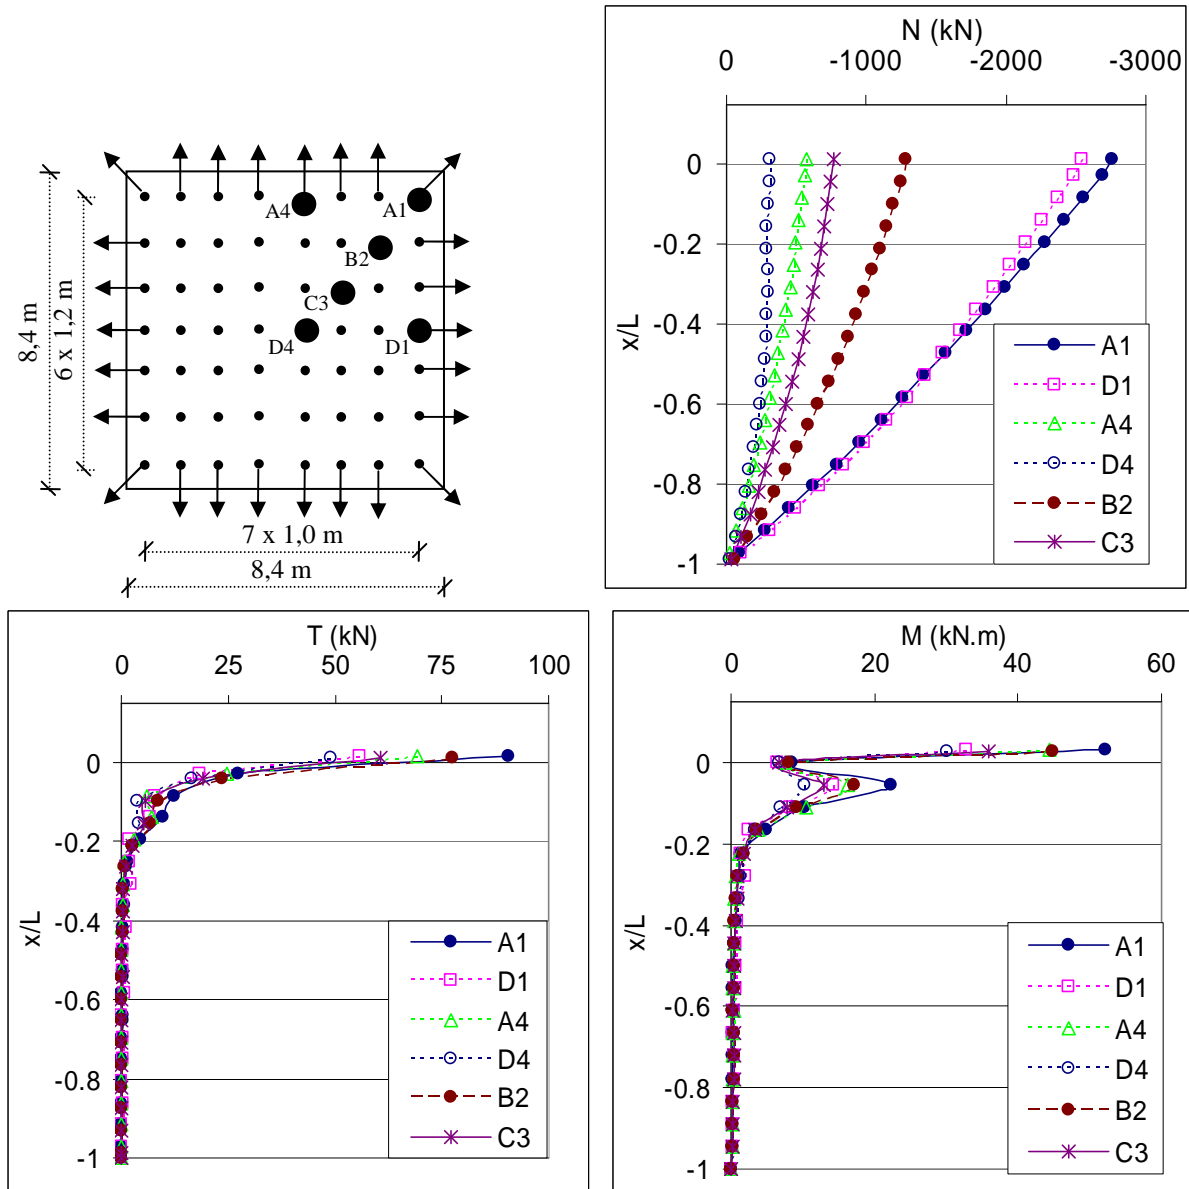 A4
A1
B2
C3
D4
D1
8,4 m
6 x 1,2 m
7 x 1,0 m
8,4 m
N (kN)
0 -1000 -2000 -3000
x/L
0
-0.2
-0.4
-0.6
-0.8
-1
A1
D1
A4
D4
B2
C3
T (kN)
0 25 50 75 100
x/L
0
-0.2
-0.4
-0.6
-0.8
-1
A1
D1
A4
D4
B2
C3
M (kN.m)
0 20 40 60
x/L
0
-0.2
-0.4
-0.6
-0.8
-1
A1
D1
A4
D4
B2
C3